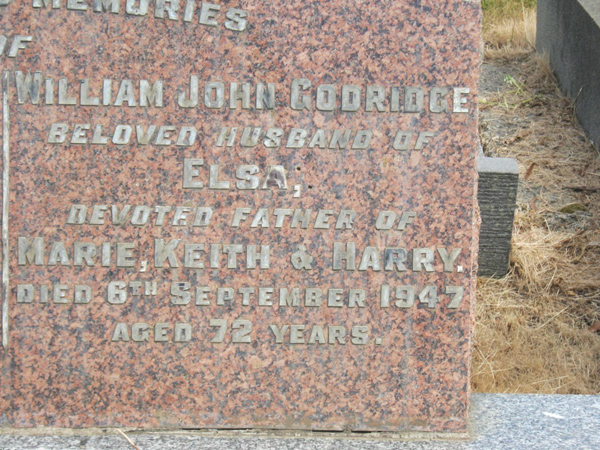 MEMORIES
OF
WILLIAM JOHN GODRIDGE
BELOVED HUSBAND OF
ELSA;
DEVOTED FATHER OF
MARIE, KEITH & HARRY.
DIED 6TH SEPTEMBER 1947
AGED 72 YEARS.